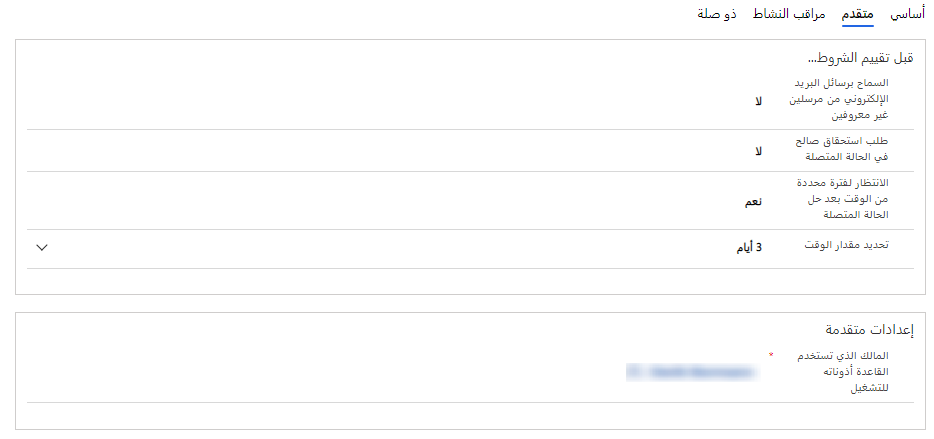 أساسي متقدم مراقب النشاط ذو صلة
قبل تقييم الشروط...
السماح برسائل البريد
الإلكتروني من مرسلين
غير معروفين
لا
طلب استحقاق صالح
في الحالة المتصلة
لا
الانتظار لفترة محددة
من الوقت بعد حل
الحالة المتصلة
نعم
تحديد مقدار الوقت
3 أيام
إعدادات متقدمة
المالك الذي تستخدم *
القاعدة أذوناته
للتشغيل